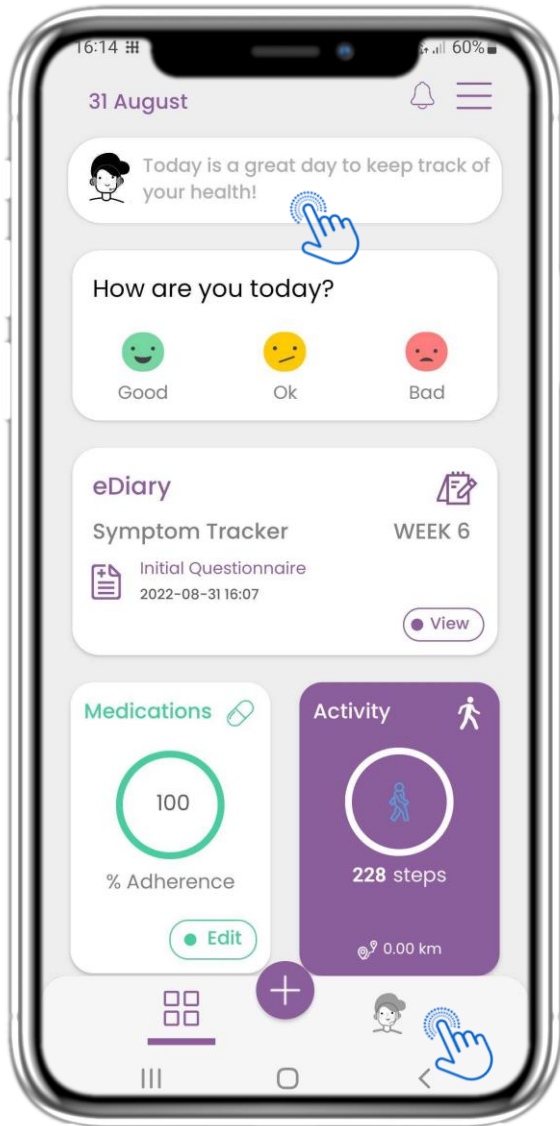 16:14
60%
31 August
Today is a great day to keep track of
your health!
How are you today?
Good Ok Bad
eDiary
Symptom Tracker WEEK 6
Initial Questionnaire
2022-08-31 16:07
View
Medications Activity
100
% Adherence 228 steps
Edit 0.00 km